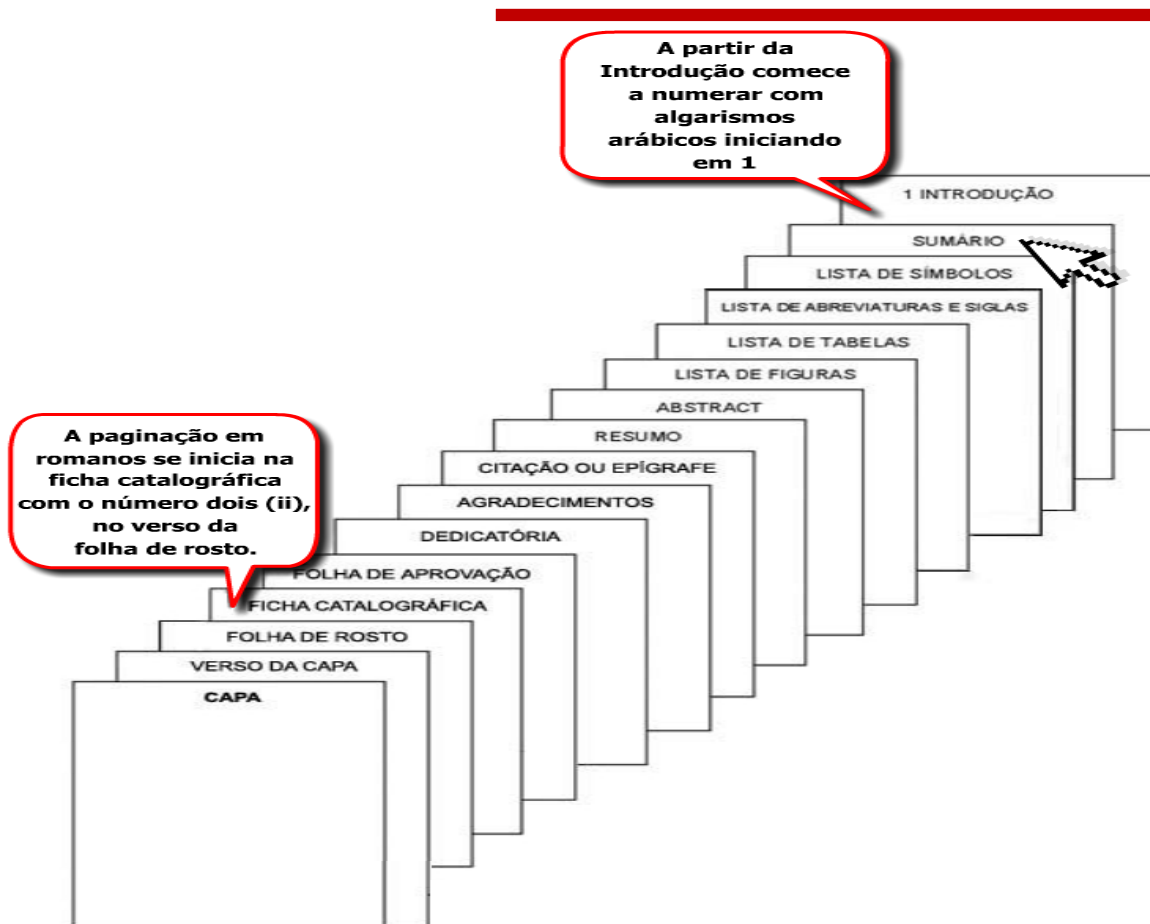 A partir da
Introdução comece
a numerar com
algarismos
arábicos iniciando
em 1
1 INTRODUÇÃO
SUMÁRIO
LISTA DE SÍMBOLOS
LISTA DE ABREVIATURAS E SIGLAS
LISTA DE TABELAS
LISTA DE FIGURAS
ABSTRACT
RESUMO
CITAÇÃO OU EPÍGRAFE
AGRADECIMENTOS
DEDICATÓRIA
FOLHA DE APROVAÇÃO
FICHA CATALOGRÁFICA
FOLHA DE ROSTO
VERSO DA CAPA
CAPA
A paginação em
romanos se inicia na
ficha catalográfica
com o número dois (ii),
no verso da
folha de rosto.